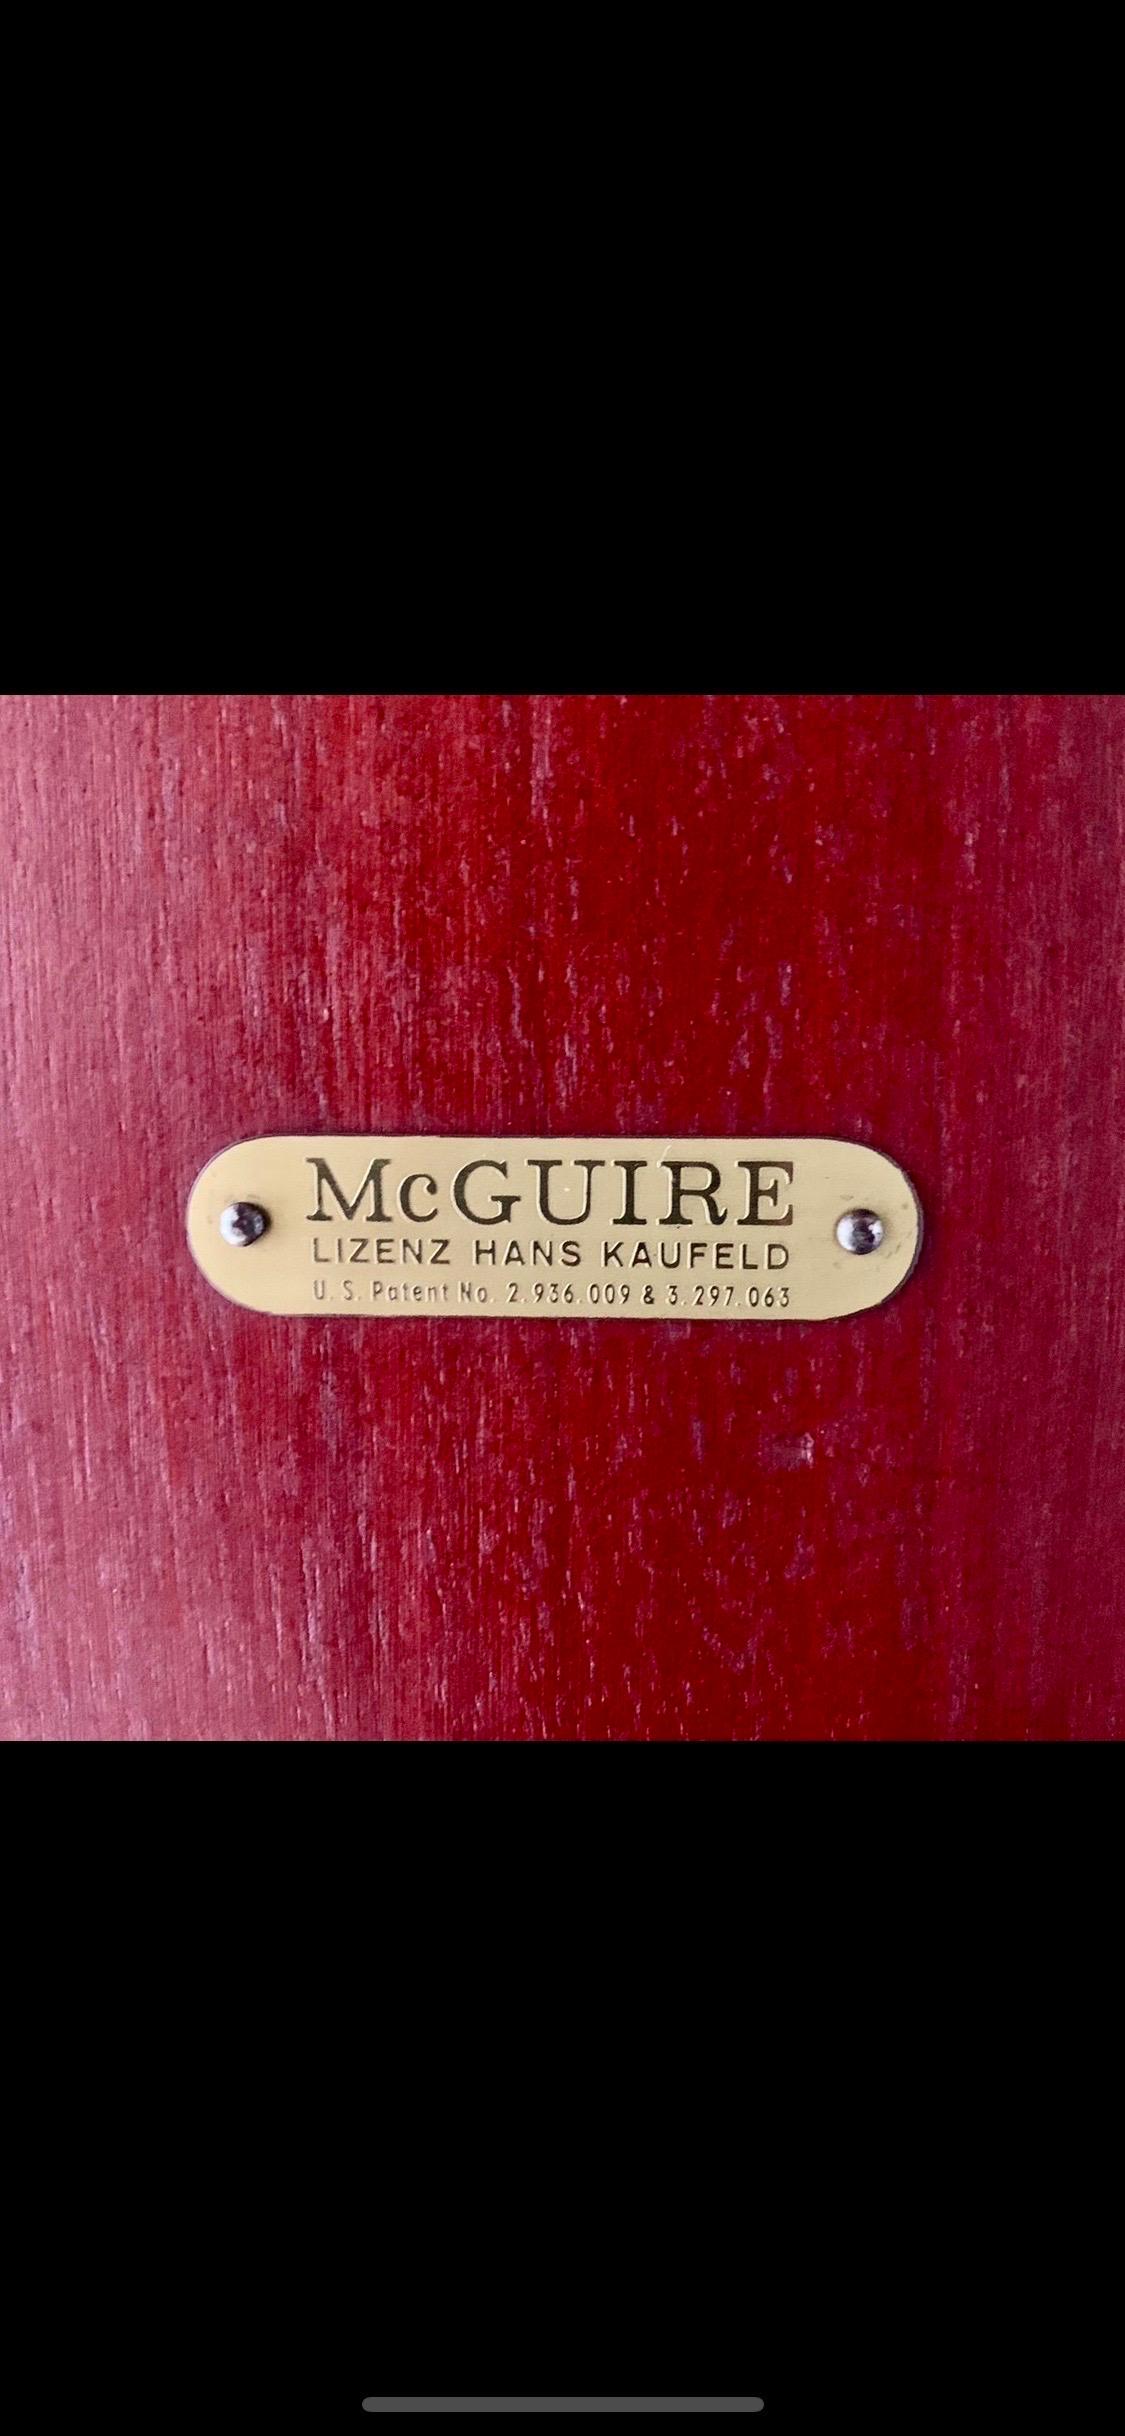 McGUIRE
LIZENZ HANS KAUFELD
U. S. Patent No. 2.936.009 & 3.297.063